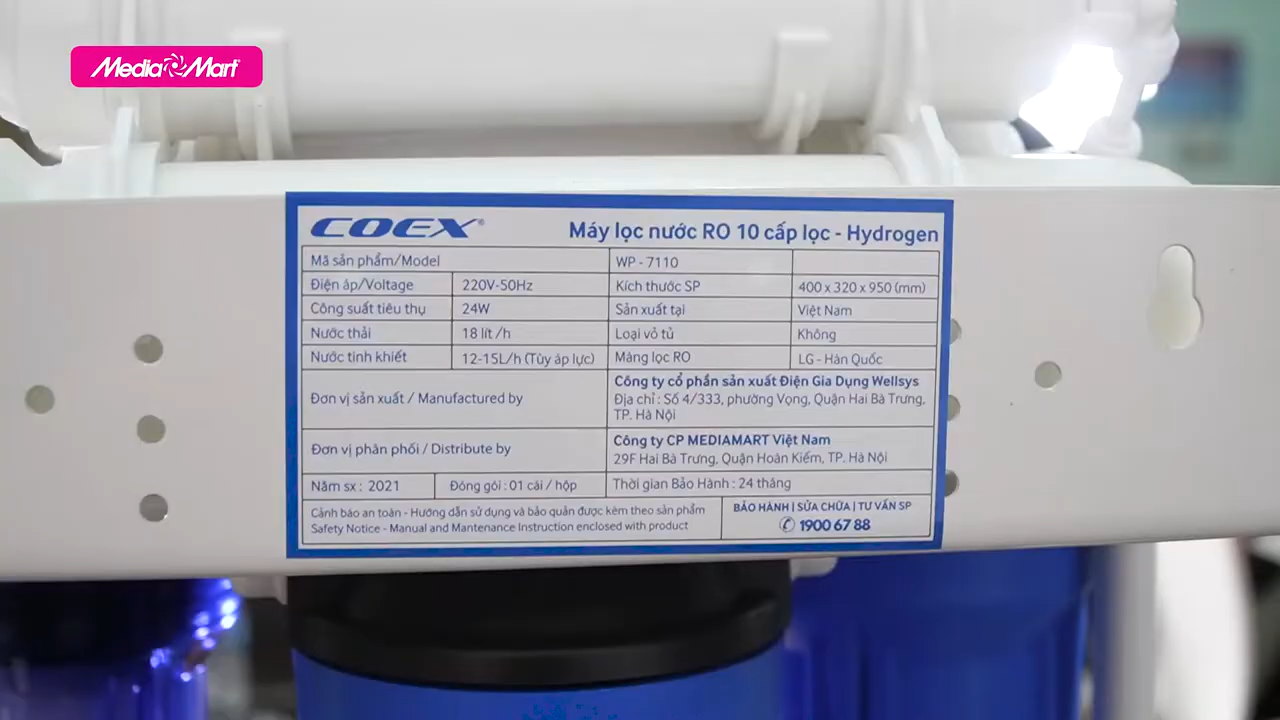 Media Mart
COEX® Máy lọc nước RO 10 cấp lọc - Hydrogen
Mã sản phẩm/Model WP - 7110
Điện áp/Voltage 220V-50Hz Kích thước SP 400 x 320 x 950 (mm)
Công suất tiêu thụ 24W Sản xuất tại Việt Nam
Nước thải 18 lít /h Loại vỏ tủ Không
Nước tinh khiết 12-15L/h (Tùy áp lực) Màng lọc RO LG - Hàn Quốc
Đơn vị sản xuất / Manufactured by
Công ty cổ phần sản xuất Điện Gia Dụng Wellsys
Địa chỉ : Số 4/333, phường Vọng, Quận Hai Bà Trưng,
TP. Hà Nội
Đơn vị phân phối / Distribute by
Công ty CP MEDIAMART Việt Nam
29F Hai Bà Trưng, Quận Hoàn Kiếm, TP. Hà Nội
Năm sx : 2021 Đóng gói : 01 cái / hộp Thời gian Bảo Hành : 24 tháng
Cảnh báo an toàn - Hướng dẫn sử dụng và bảo quản được kèm theo sản phẩm
Safety Notice - Manual and Mantenance Instruction enclosed with product
BẢO HÀNH | SỬA CHỮA | TƯ VẤN SP
1900 67 88